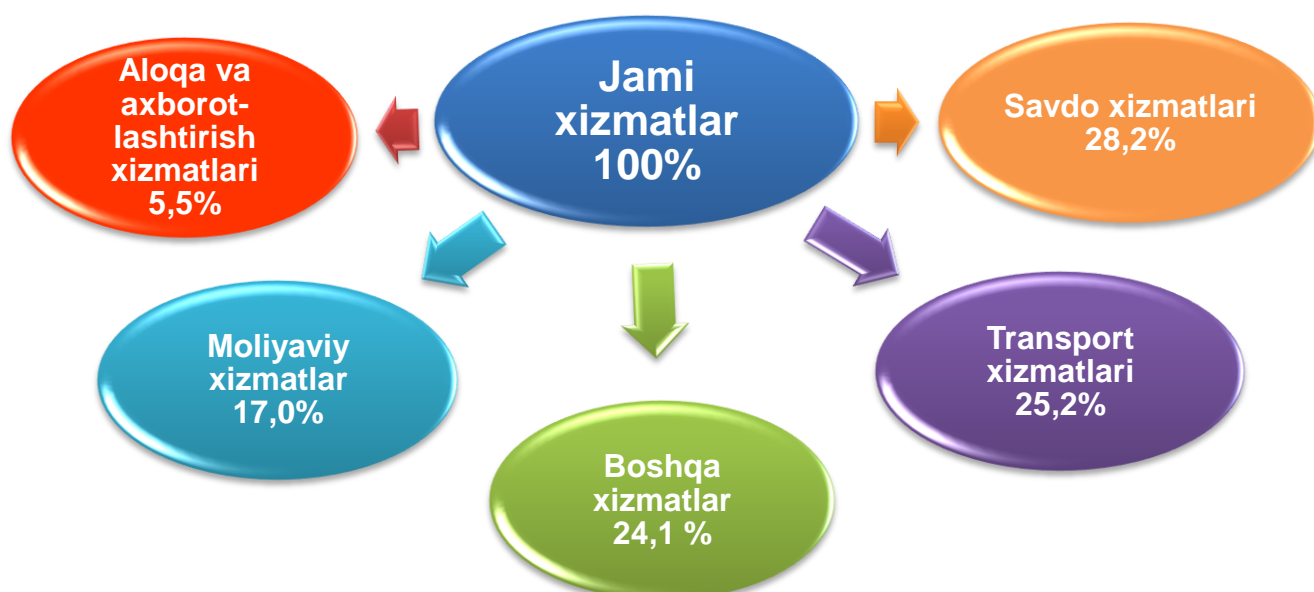 Aloqa va
axborot-
lashtirish
xizmatlari
5,5%
Jami
xizmatlar
100%
Savdo xizmatlari
28,2%
Moliyaviy
xizmatlar
17,0%
Boshqa
xizmatlar
24,1 %
Transport
xizmatlari
25,2%